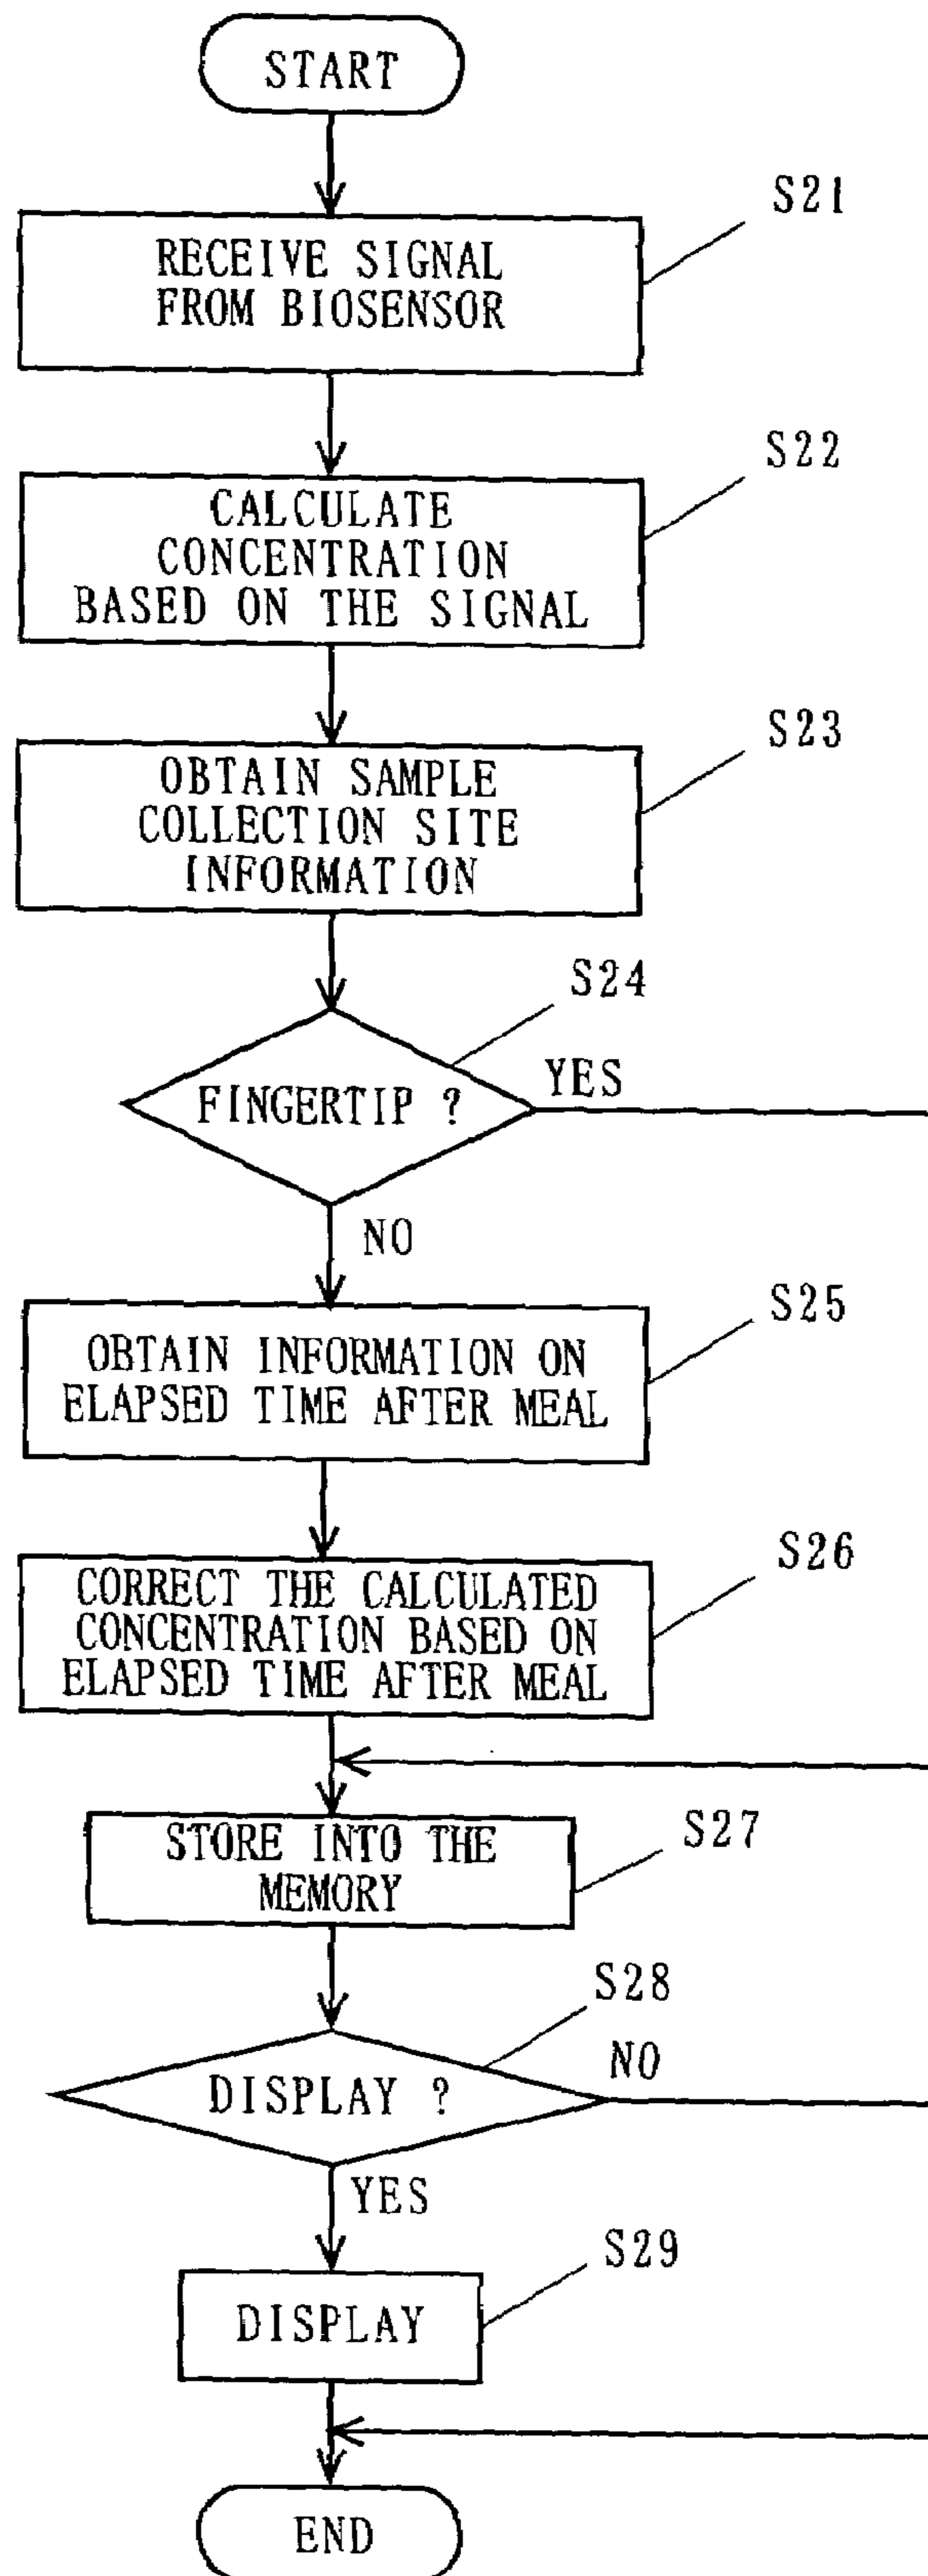 START
S21
RECEIVE SIGNAL
FROM BIOSENSOR
S22
CALCULATE
CONCENTRATION
BASED ON THE SIGNAL
S23
OBTAIN SAMPLE
COLLECTION SITE
INFORMATION
S24
FINGERTIP ?
YES
NO
S25
OBTAIN INFORMATION ON
ELAPSED TIME AFTER MEAL
S26
CORRECT THE CALCULATED
CONCENTRATION BASED ON
ELAPSED TIME AFTER MEAL
S27
STORE INTO THE
MEMORY
S28
DISPLAY ?
NO
YES
S29
DISPLAY
END